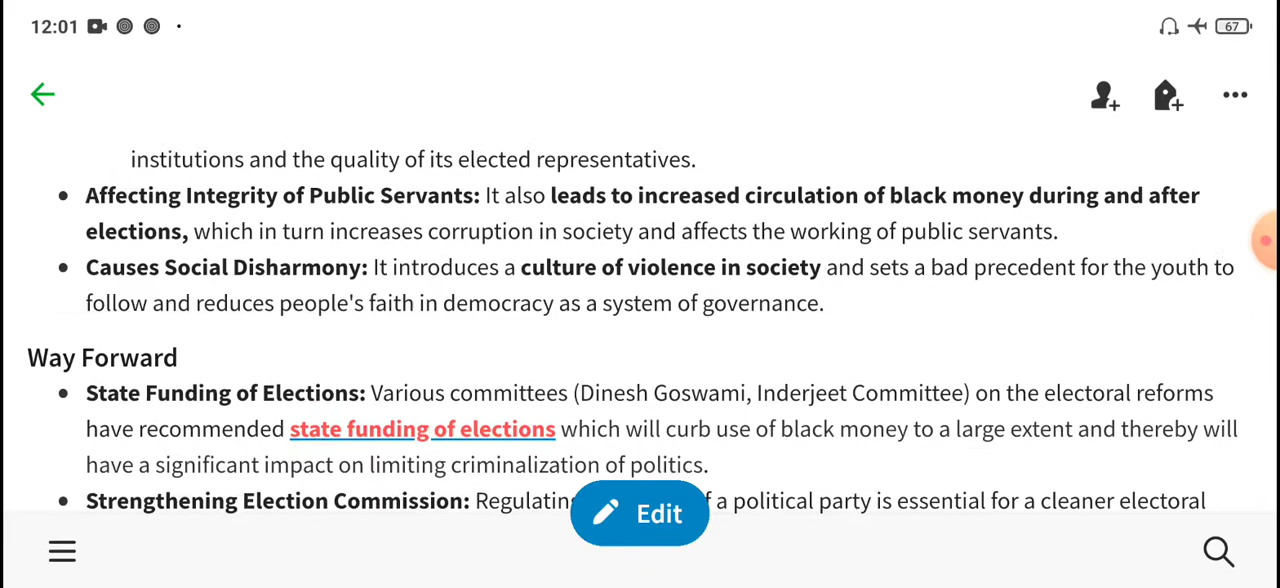 12:01
67
institutions and the quality of its elected representatives.
• Affecting Integrity of Public Servants: It also leads to increased circulation of black money during and after
elections, which in turn increases corruption in society and affects the working of public servants.
• Causes Social Disharmony: It introduces a culture of violence in society and sets a bad precedent for the youth to
follow and reduces people's faith in democracy as a system of governance.
Way Forward
• State Funding of Elections: Various committees (Dinesh Goswami, Inderjeet Committee) on the electoral reforms
have recommended state funding of elections which will curb use of black money to a large extent and thereby will
have a significant impact on limiting criminalization of politics.
• Strengthening Election Commission: a political party is essential for a cleaner electoral
Edit